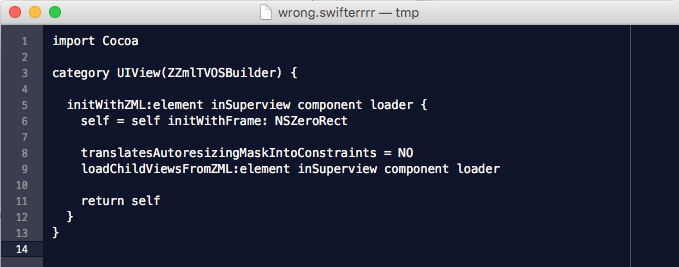 wrong.swifterrrr — tmp
1 import Cocoa
2
3 category UIView(ZZmlTVOSBuilder) {
4
5 initWithZML:element inSuperview component loader {
6 self = self initWithFrame: NSZeroRect
7
8 translatesAutoresizingMaskIntoConstraints = NO
9 loadChildViewsFromZML:element inSuperview component loader
10
11 return self
12 }
13 }
14